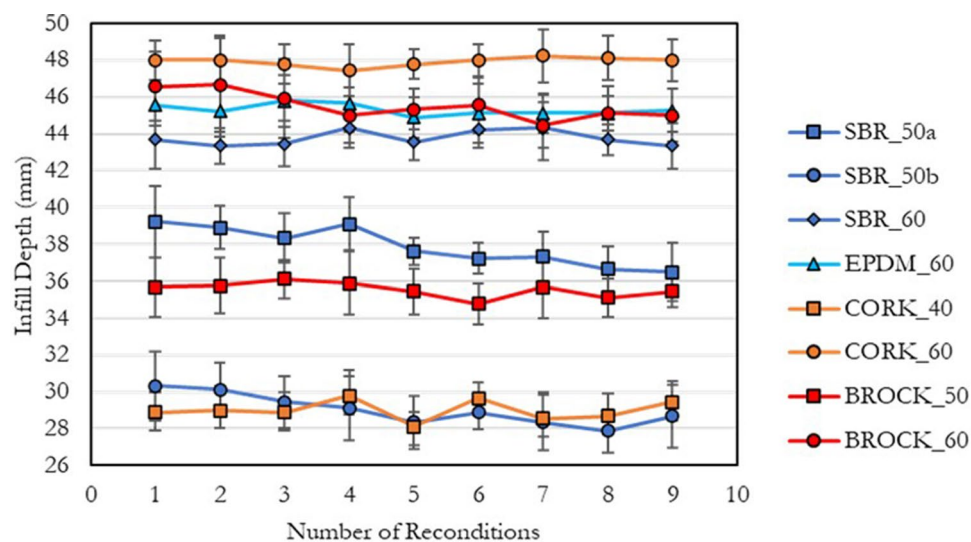 50
48
46
44
42
40
38
36
34
32
30
28
26
Infill Depth (mm)
0 1 2 3 4 5 6 7 8 9 10
Number of Reconditions
SBR_50a
SBR_50b
SBR_60
EPDM_60
CORK_40
CORK_60
BROCK_50
BROCK_60